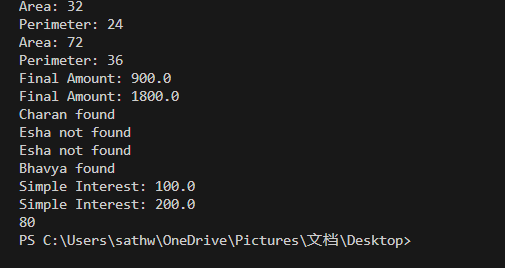 Area: 32
Perimeter: 24
Area: 72
Perimeter: 36
Final Amount: 900.0
Final Amount: 1800.0
Charan found
Esha not found
Esha not found
Bhavya found
Simple Interest: 100.0
Simple Interest: 200.0
80
PS C:\Users\sathw\OneDrive\Pictures\文档\Desktop>